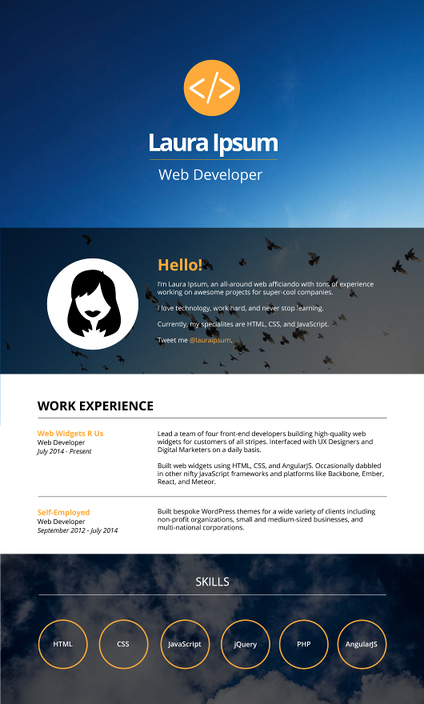 </>
Laura Ipsum
Web Developer
Hello!
I'm Laura Ipsum, an all-around web afficiando with tons of experience
working on awesome projects for super-cool companies.
I love technology, work hard, and never stop learning.
Currently, my specialites are HTML, CSS, and JavaScript.
Tweet me @lauraipsum.
WORK EXPERIENCE
Web Widgets R Us
Web Developer
July 2014 - Present
Lead a team of four front-end developers building high-quality web
widgets for customers of all stripes. Interfaced with UX Designers and
Digital Marketers on a daily basis.
Built web widgets using HTML, CSS, and AngularJS. Occasionally dabbled
in other nifty JavaScript frameworks and platforms like Backbone, Ember,
React, and Meteor.
Self-Employed
Web Developer
September 2012 - July 2014
Built bespoke WordPress themes for a wide variety of clients including
non-profit organizations, small and medium-sized businesses, and
multi-national corporations.
SKILLS
HTML
CSS
JavaScript
jQuery
PHP
AngularJS